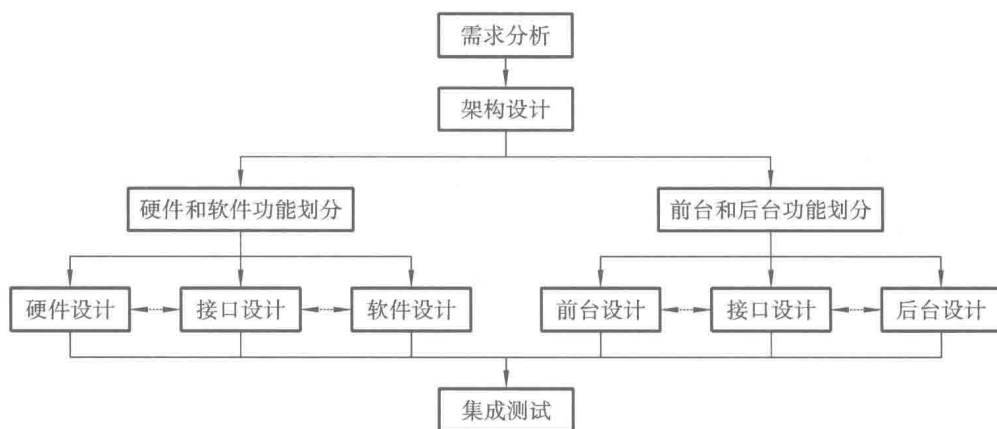 需求分析
架构设计
硬件和软件功能划分
前台和后台功能划分
硬件设计
接口设计
软件设计
前台设计
接口设计
后台设计
集成测试